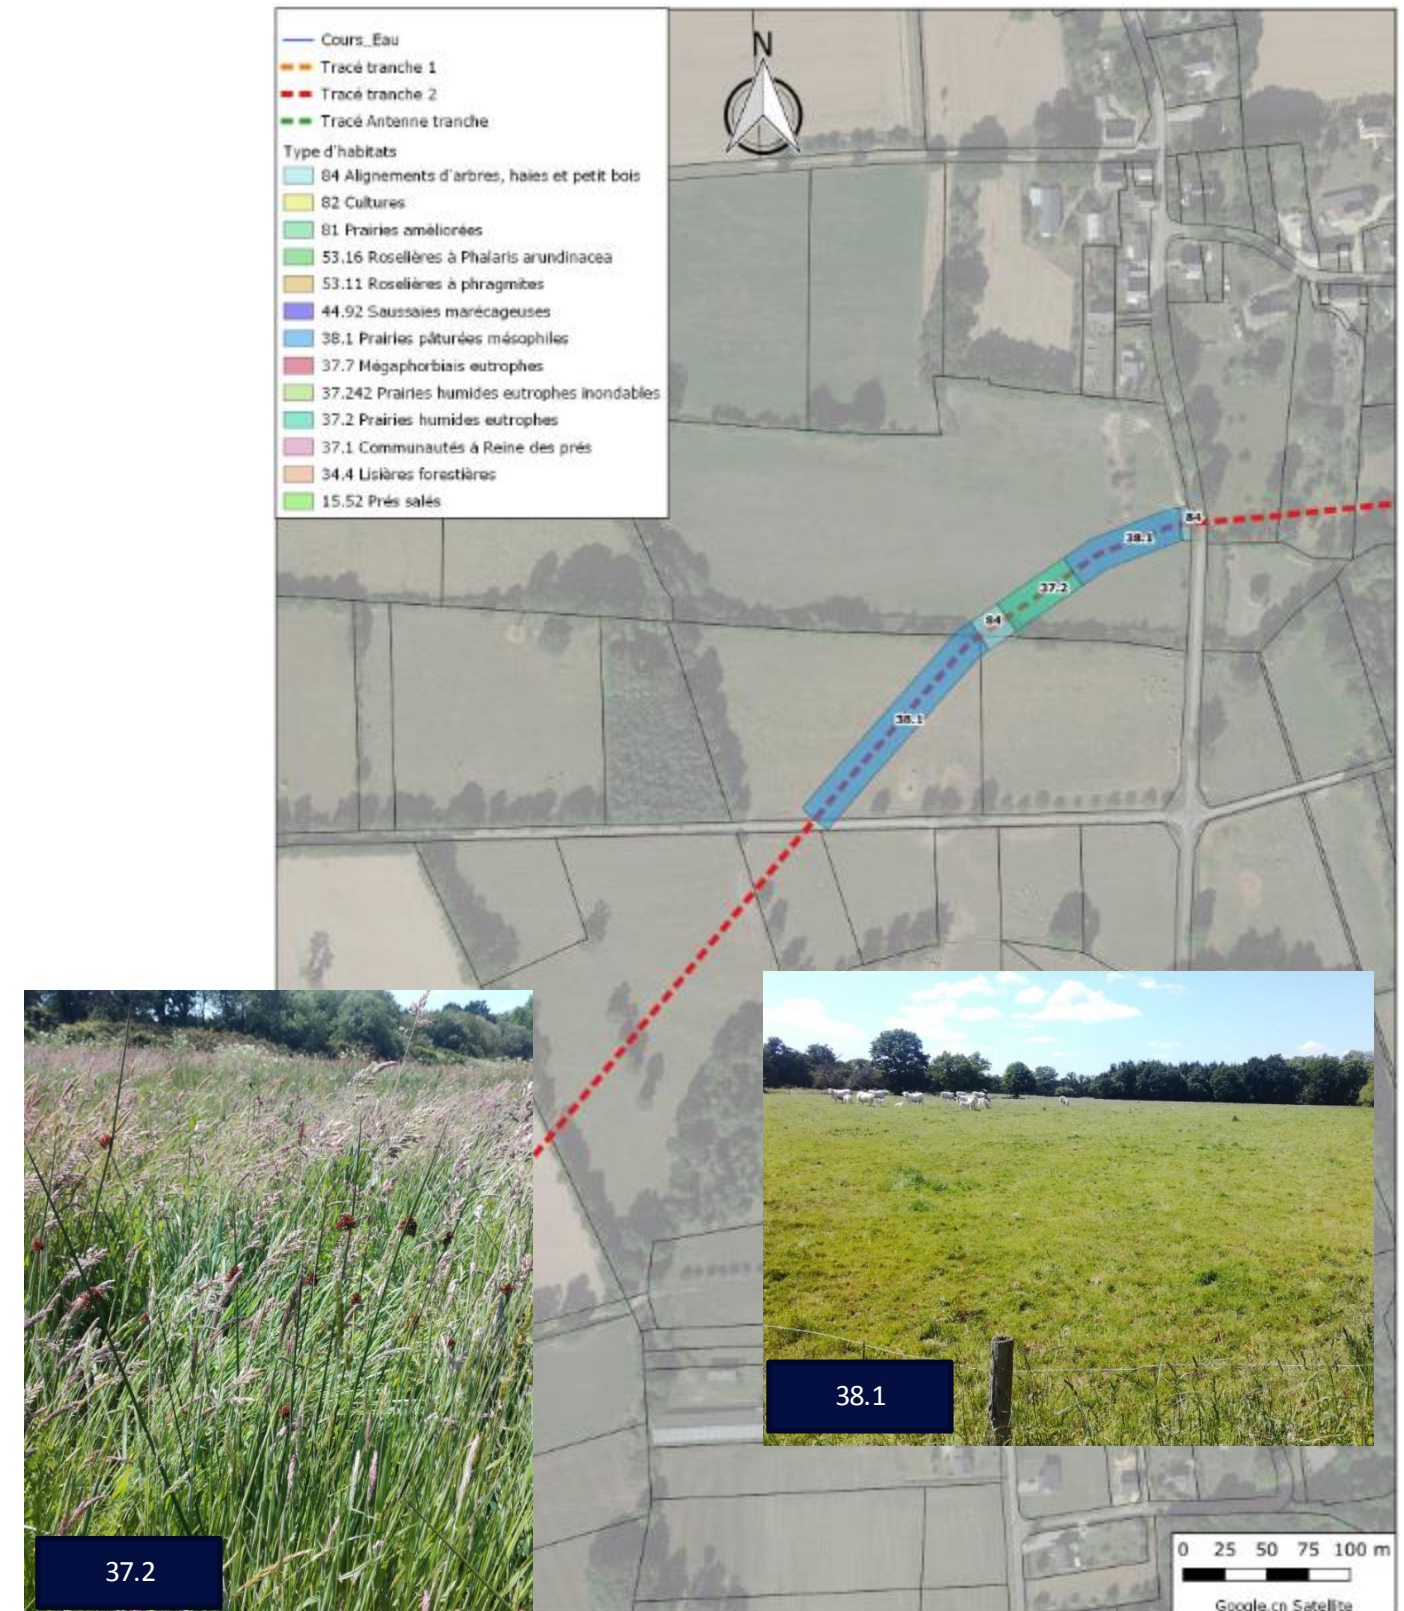 Cours_Eau
Tracé tranche 1
Tracé tranche 2
Tracé Antenne tranche
Type d'habitats
84 Alignements d'arbres, haies et petit bois
82 Cultures
81 Prairies améliorées
53.16 Roselières à Phalaris arundinacea
53.11 Roselières à phragmites
44.92 Saussaies marécageuses
38.1 Prairies pâturées mésophiles
37.7 Mégaphorbiais eutrophes
37.242 Prairies humides eutrophes inondables
37.2 Prairies humides eutrophes
37.1 Communautés à Reine des prés
34.4 Lisières forestières
15.52 Prés salés
N
84
38.1
37.2
84
38.1
38.1
37.2
0 25 50 75 100 m
Google.cn Satellite